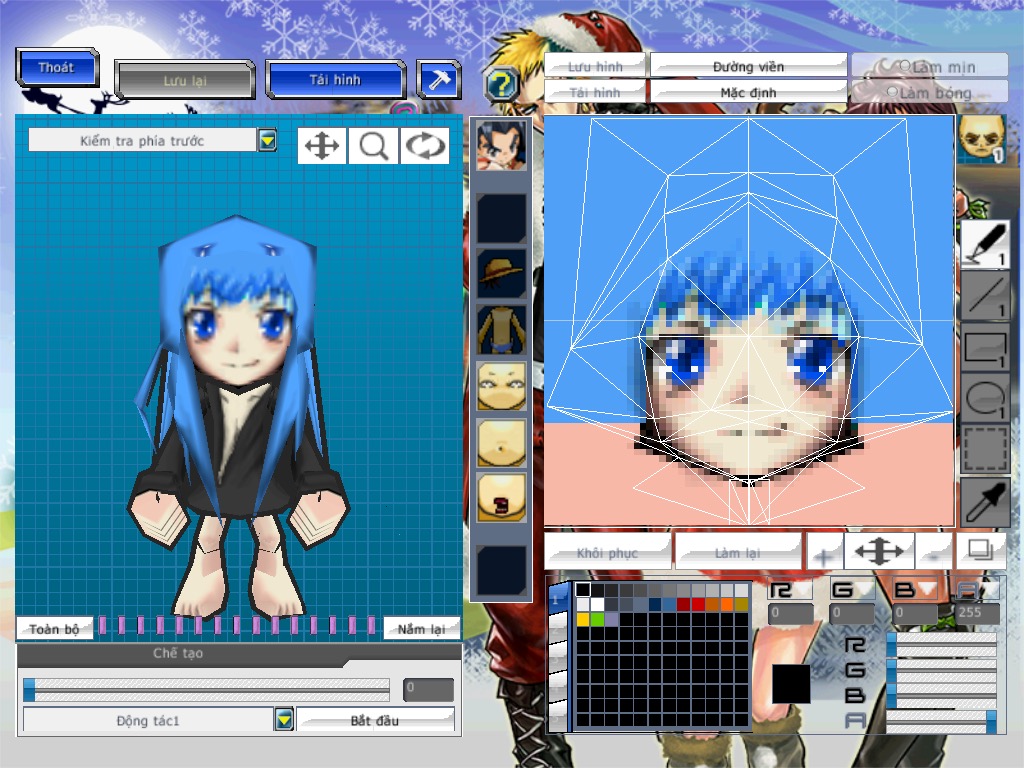 Thoát
Lưu lại
Tải hình
?
Lưu hình
Đường viền
Làm mịn
Tải hình
Mặc định
Làm bóng
Kiểm tra phía trước
1
1
1
1
1
Khôi phục
Làm lại
+
-
R
G
B
A
0
0
0
255
Toàn bộ
Nắm lại
Chế tạo
0
Động tác1
Bắt đầu
R
G
B
A